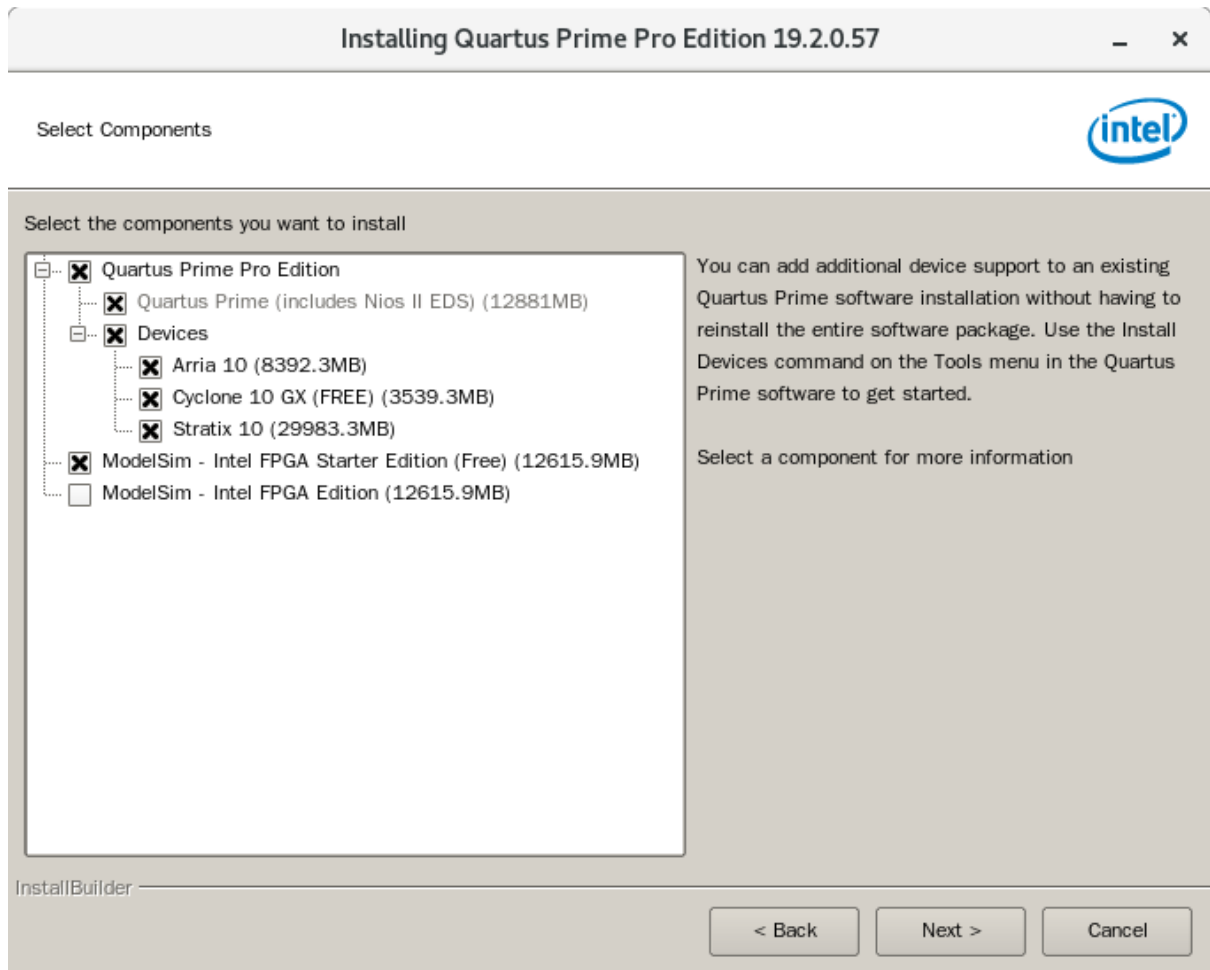 Installing Quartus Prime Pro Edition 19.2.0.57
Select Components
intel
Select the components you want to install
Quartus Prime Pro Edition
Quartus Prime (includes Nios II EDS) (12881MB)
Devices
Arria 10 (8392.3MB)
Cyclone 10 GX (FREE) (3539.3MB)
Stratix 10 (29983.3MB)
ModelSim - Intel FPGA Starter Edition (Free) (12615.9MB)
ModelSim - Intel FPGA Edition (12615.9MB)
You can add additional device support to an existing
Quartus Prime software installation without having to
reinstall the entire software package. Use the Install
Devices command on the Tools menu in the Quartus
Prime software to get started.
Select a component for more information
InstallBuilder
< Back
Next >
Cancel